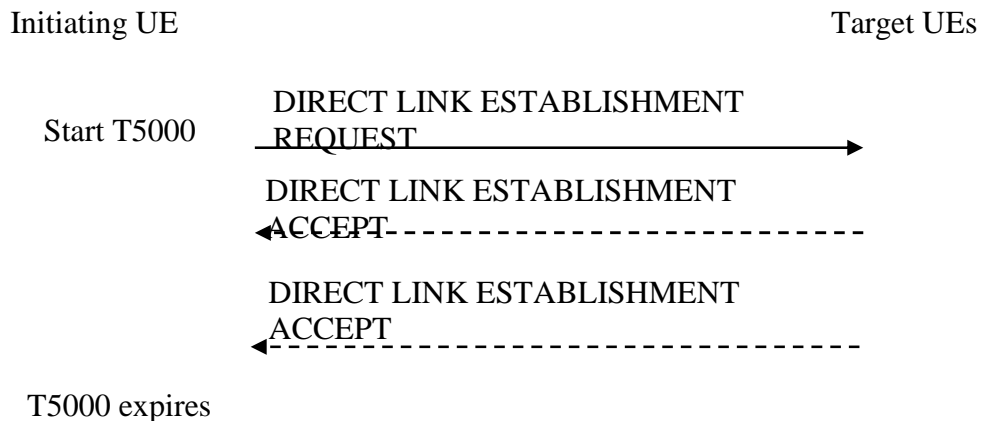 Initiating UE
Target UEs
DIRECT LINK ESTABLISHMENT
REQUEST
Start T5000
DIRECT LINK ESTABLISHMENT
ACCEPT
DIRECT LINK ESTABLISHMENT
ACCEPT
T5000 expires